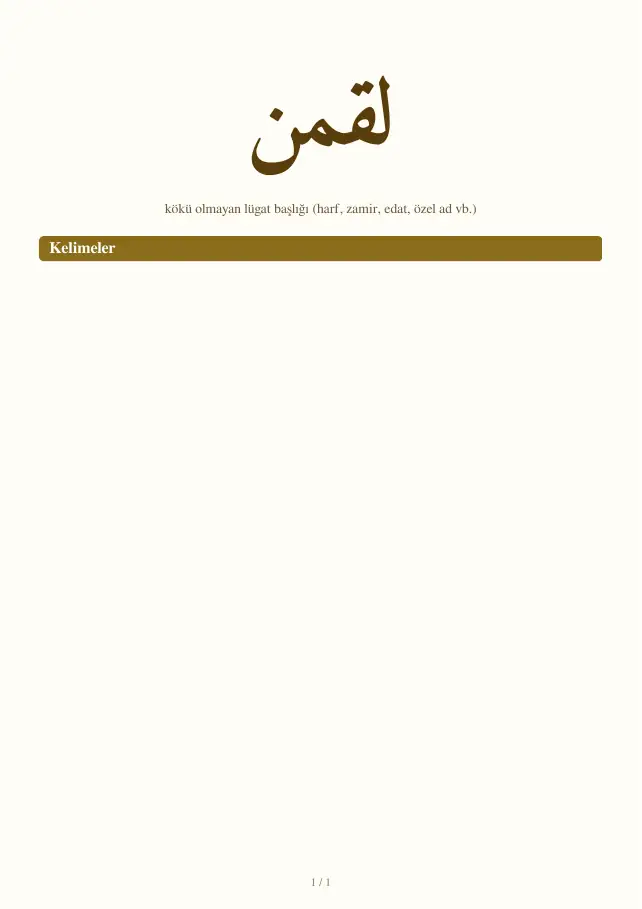 لقمن
kökü olmayan lügat başlığı (harf, zamir, edat, özel ad vb.)
Kelimeler
1 / 1